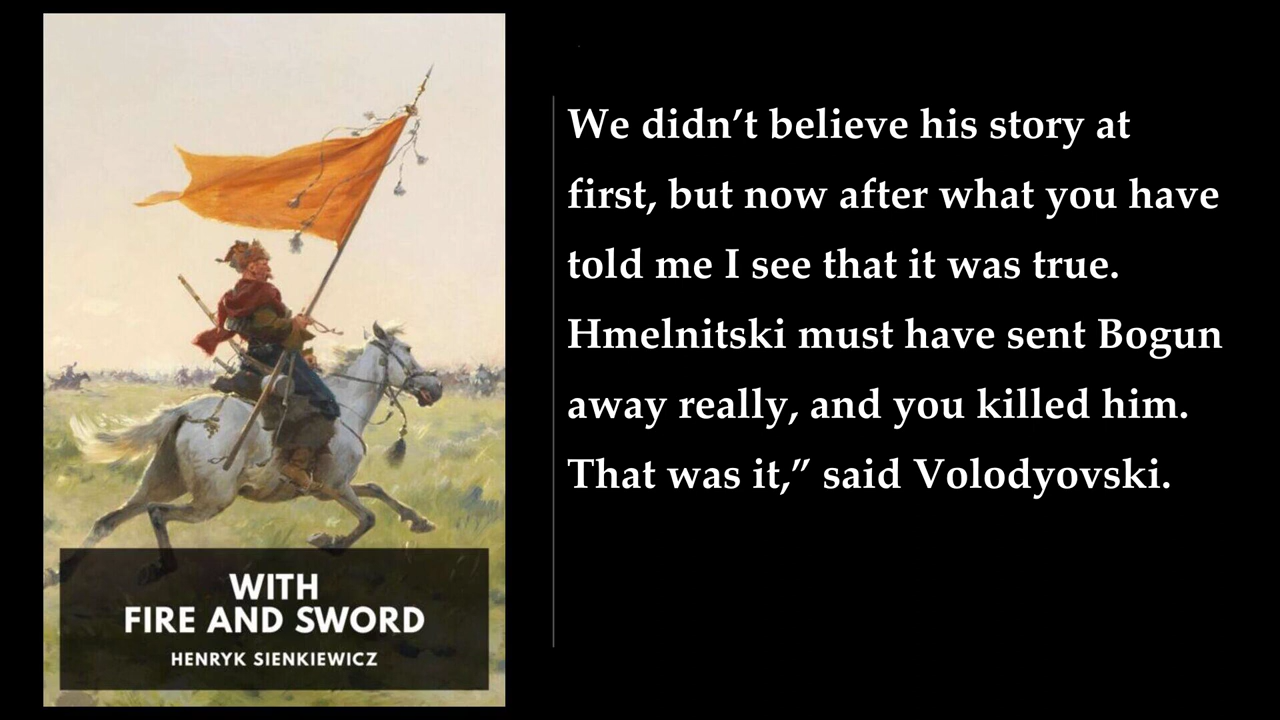 We didn’t believe his story at
first, but now after what you have
told me I see that it was true.
Hmelnitski must have sent Bogun
away really, and you killed him.
That was it,” said Volodyovski.
WITH
FIRE AND SWORD
HENRYK SIENKIEWICZ